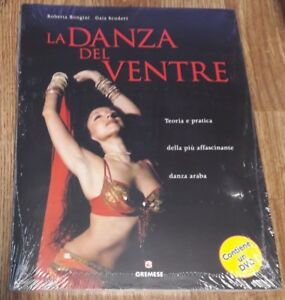 Roberta Bongini Gaia Scuderi
LA DANZA
DEL
VENTRE
Teoria e pratica
della più affascinante
danza araba
Contiene
un DVD
GREMESE